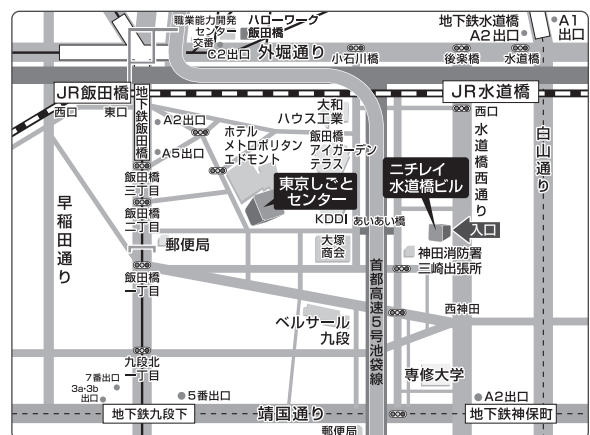 職業能力開発
センター
交番
ハローワーク
飯田橋
C2出口
外堀通り
小石川橋
後楽橋
水道橋
地下鉄水道橋
A2出口
A1
出口
JR飯田橋
JR水道橋
西口
東口
地下鉄飯田橋
A2出口
A5出口
ホテル
メトロポリタン
エドモント
大和
ハウス工業
飯田橋
アイガーデン
テラス
西口
水道橋西通り
白山通り
東京しごと
センター
ニチレイ
水道橋ビル
入口
飯田橋
三丁目
飯田橋
二丁目
飯田橋
一丁目
早稲田通り
郵便局
KDDI
あいあい橋
大塚
商会
神田消防署
三崎出張所
首都高速5号池袋線
西神田
ベルサール
九段
専修大学
九段北
一丁目
7番出口
3a・3b
出口
5番出口
A2出口
地下鉄九段下
靖国通り
地下鉄神保町
郵便局